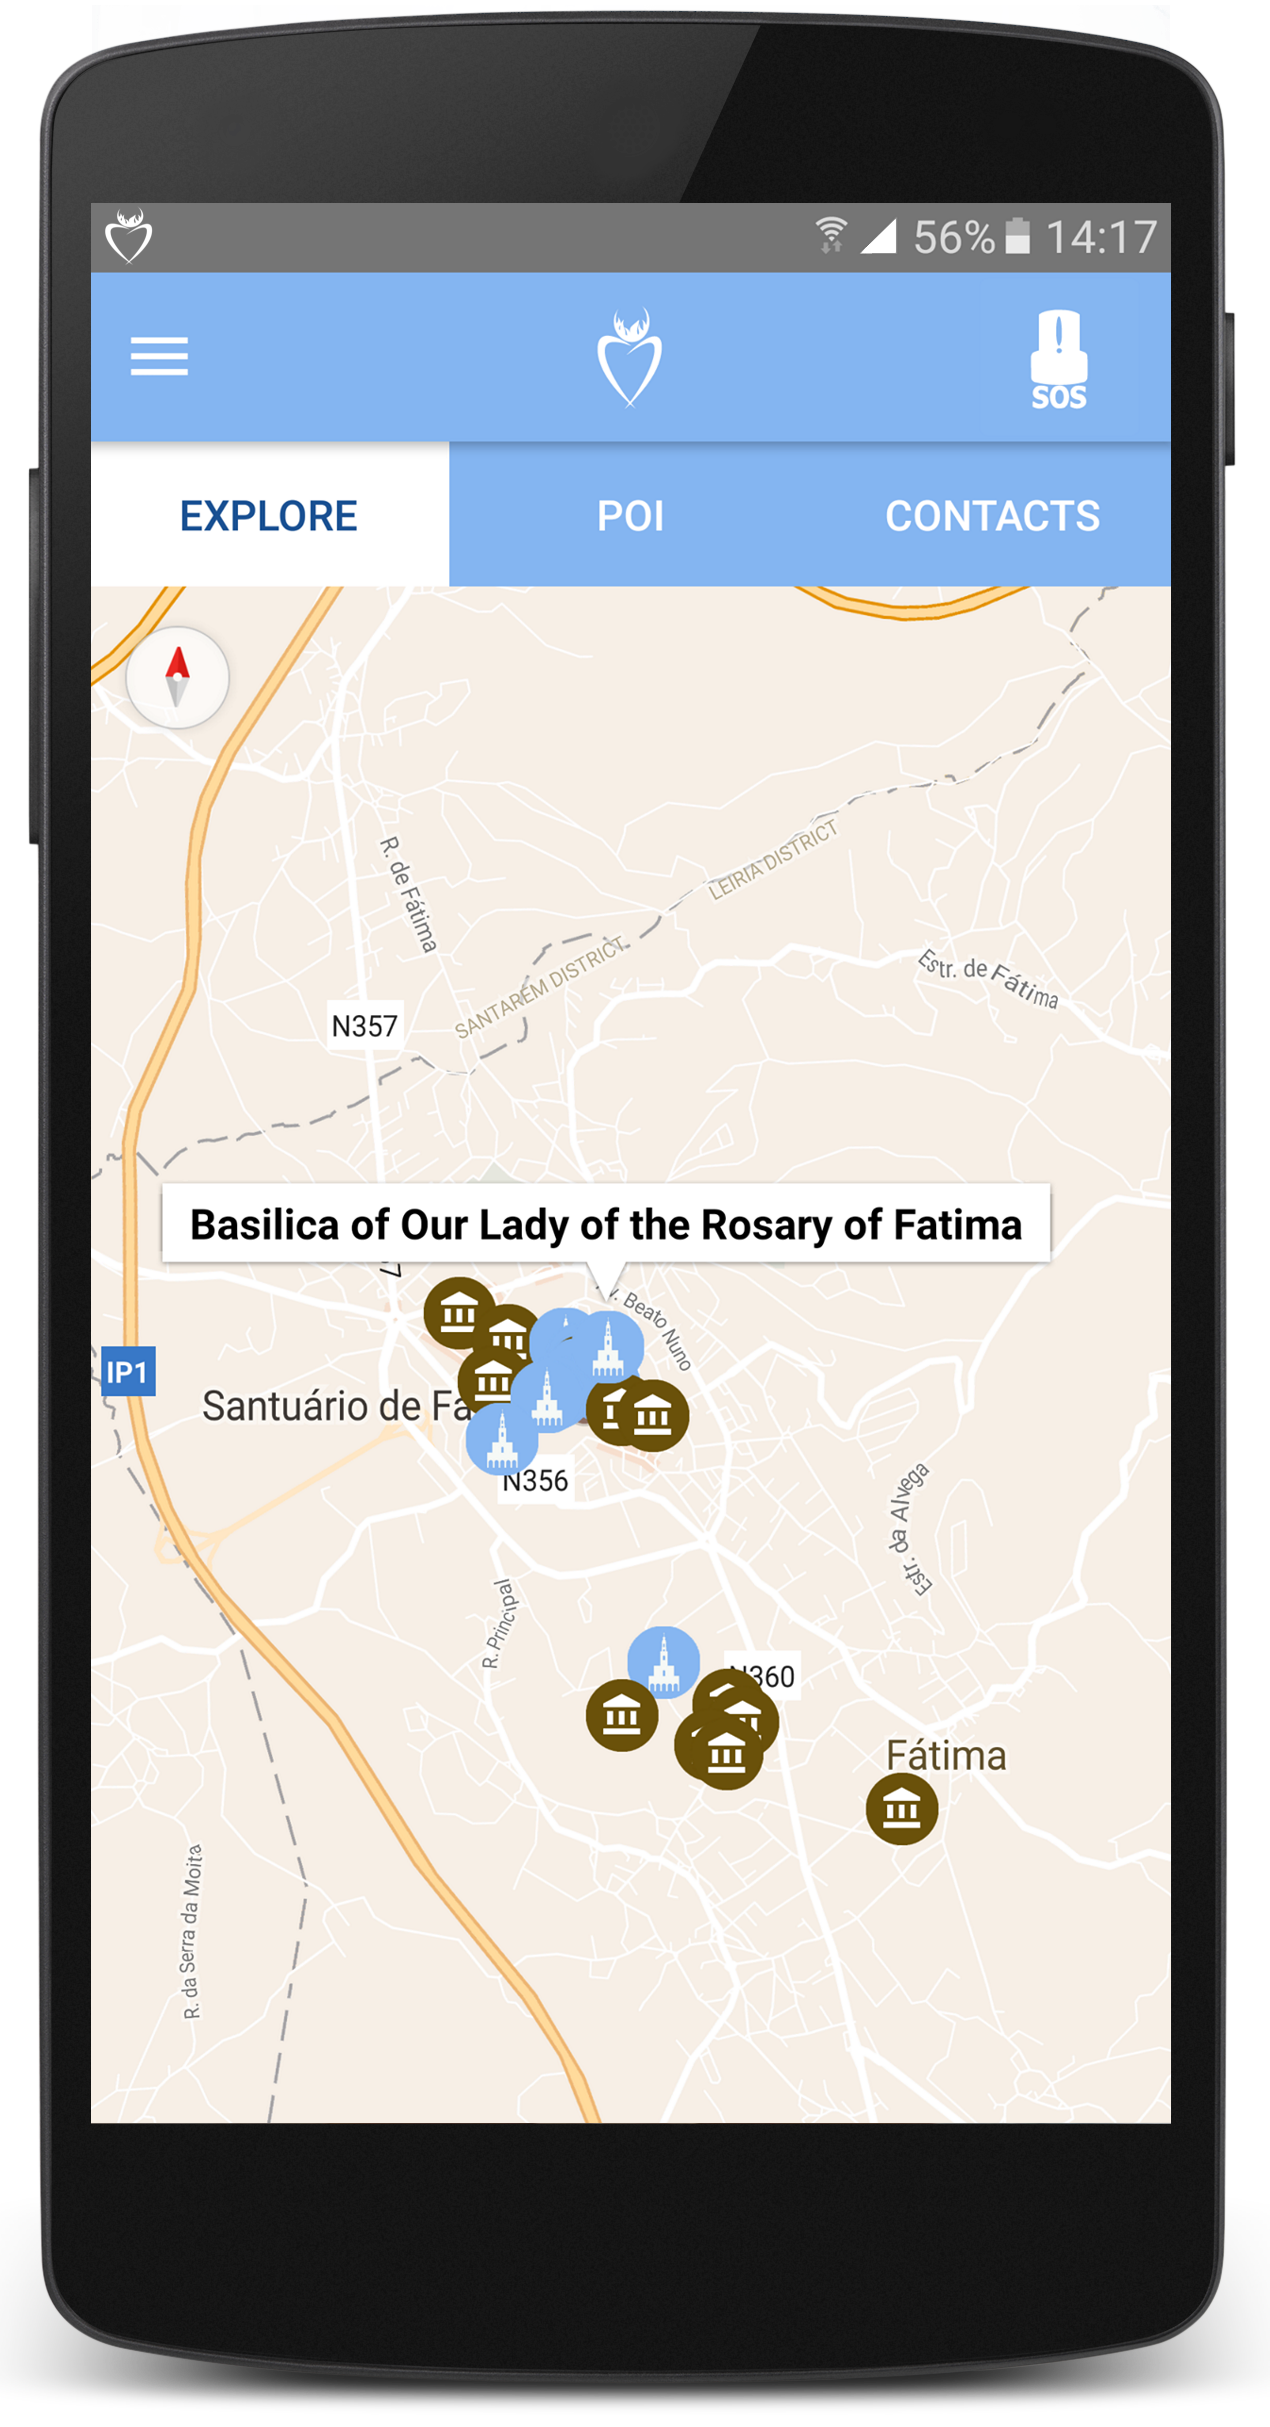 56% 14:17
SOS
EXPLORE POI CONTACTS
R. de Fátima
LEIRIA DISTRICT
SANTARÉM DISTRICT
Estr. de Fátima
N357
Basilica of Our Lady of the Rosary of Fatima
7
Av. Beato Nuno
IP1
Santuário de Fá
N356
Estr. da Alvega
R. Principal
N360
Fátima
R. da Serra da Moita